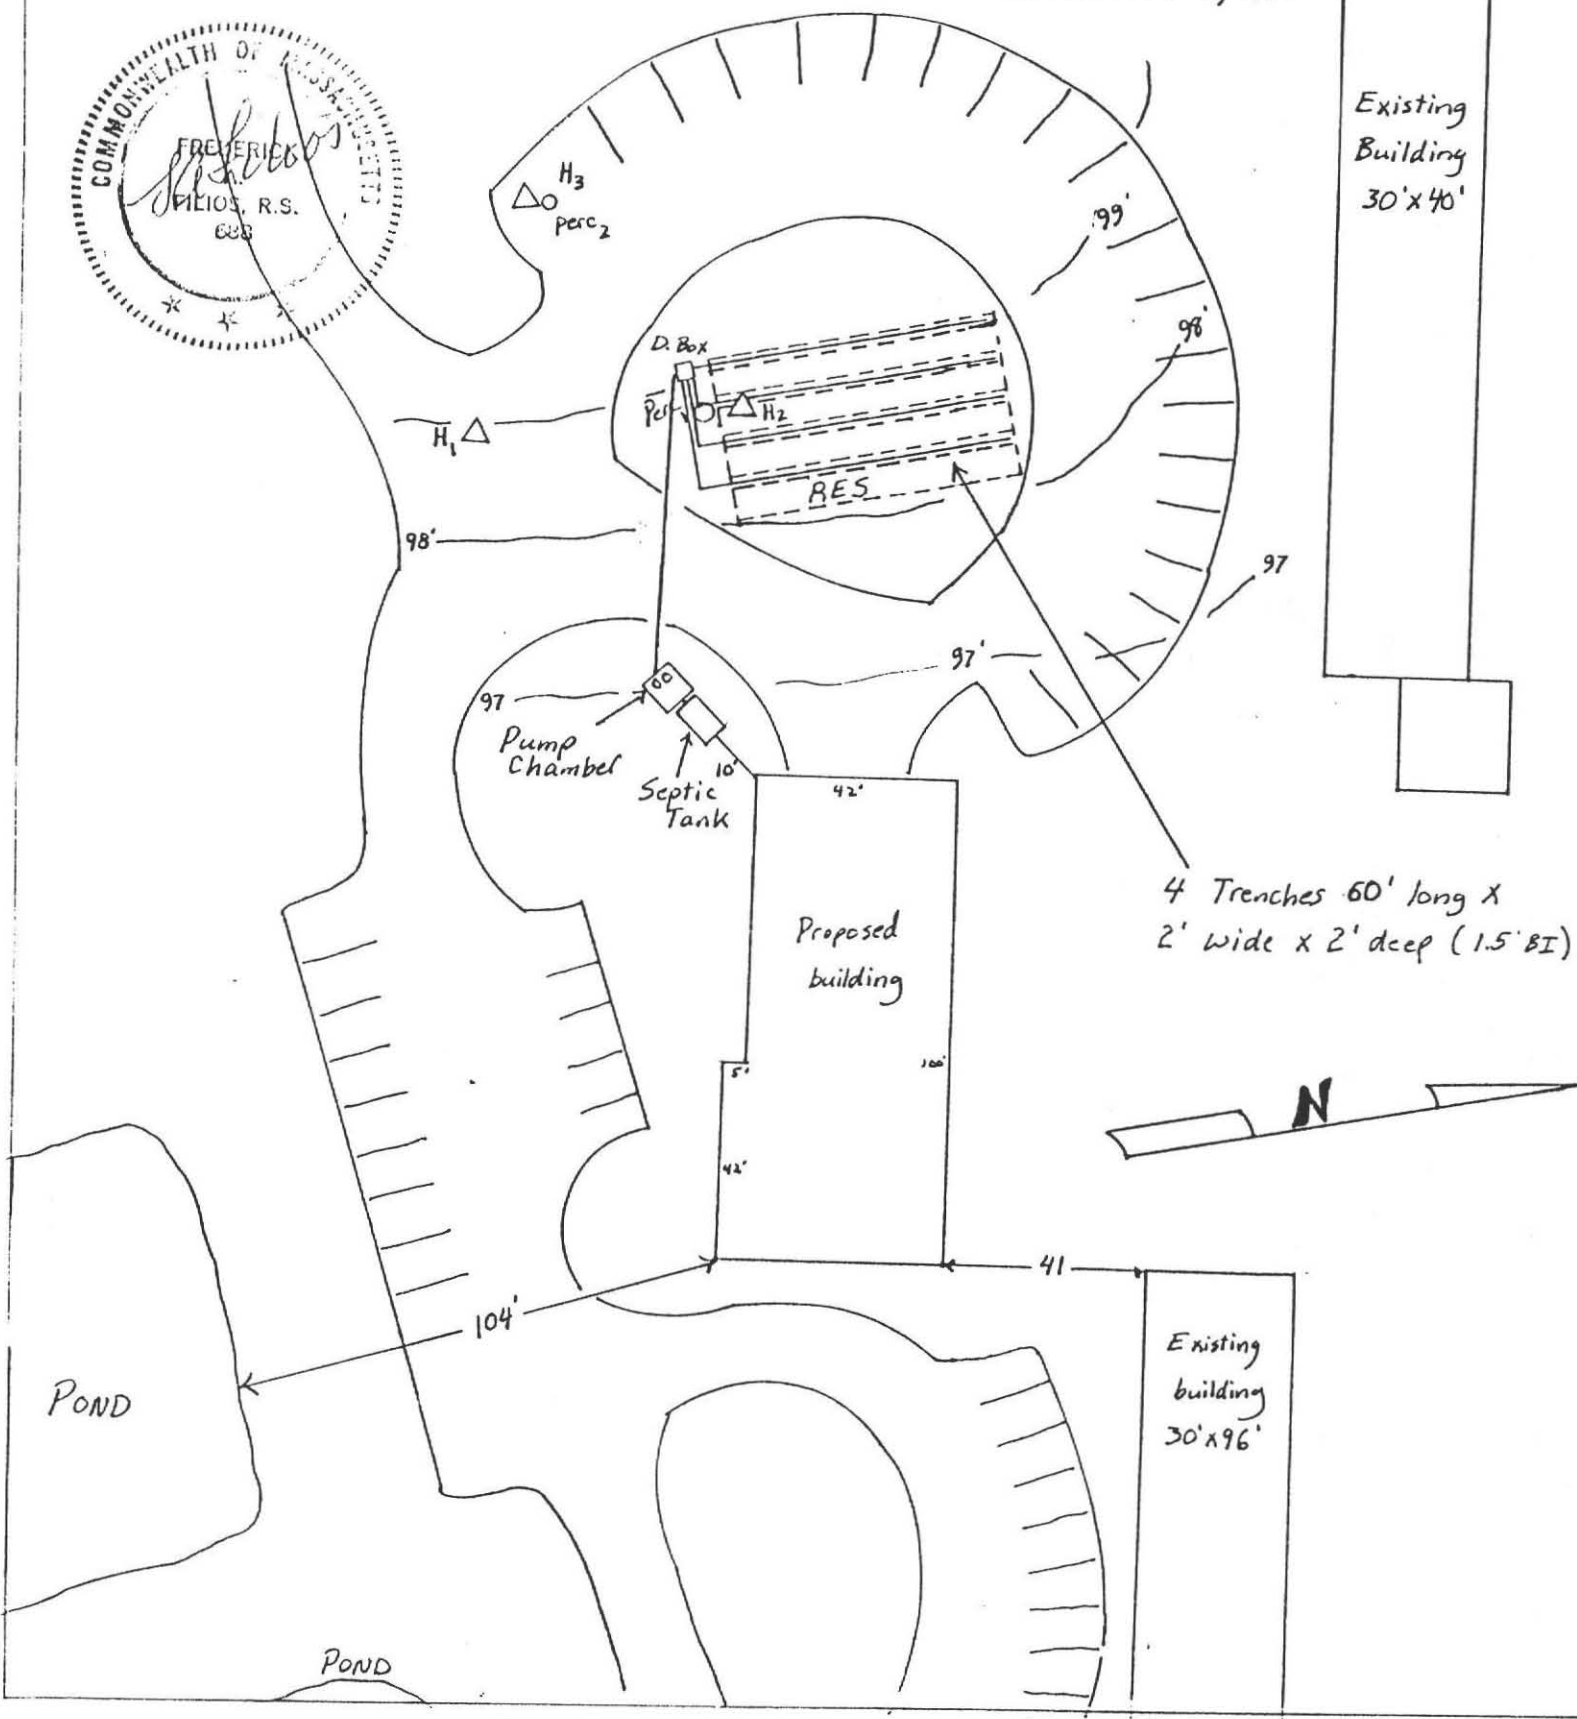 COMMONWEALTH OF MASSACHUSETTS
FREDERICK
FILIOS, R.S.
688
Existing
Building
30'x40'
H3
perc2
99'
98'
D. Box
H2
H1
RES
98'
97
97'
97
Pump
Chamber
10'
Septic
Tank
42'
4 Trenches 60' long x
2' wide x 2' deep (1.5' BI)
Proposed
building
5'
100'
N
42'
41
104'
Existing
building
30'x96'
POND
POND